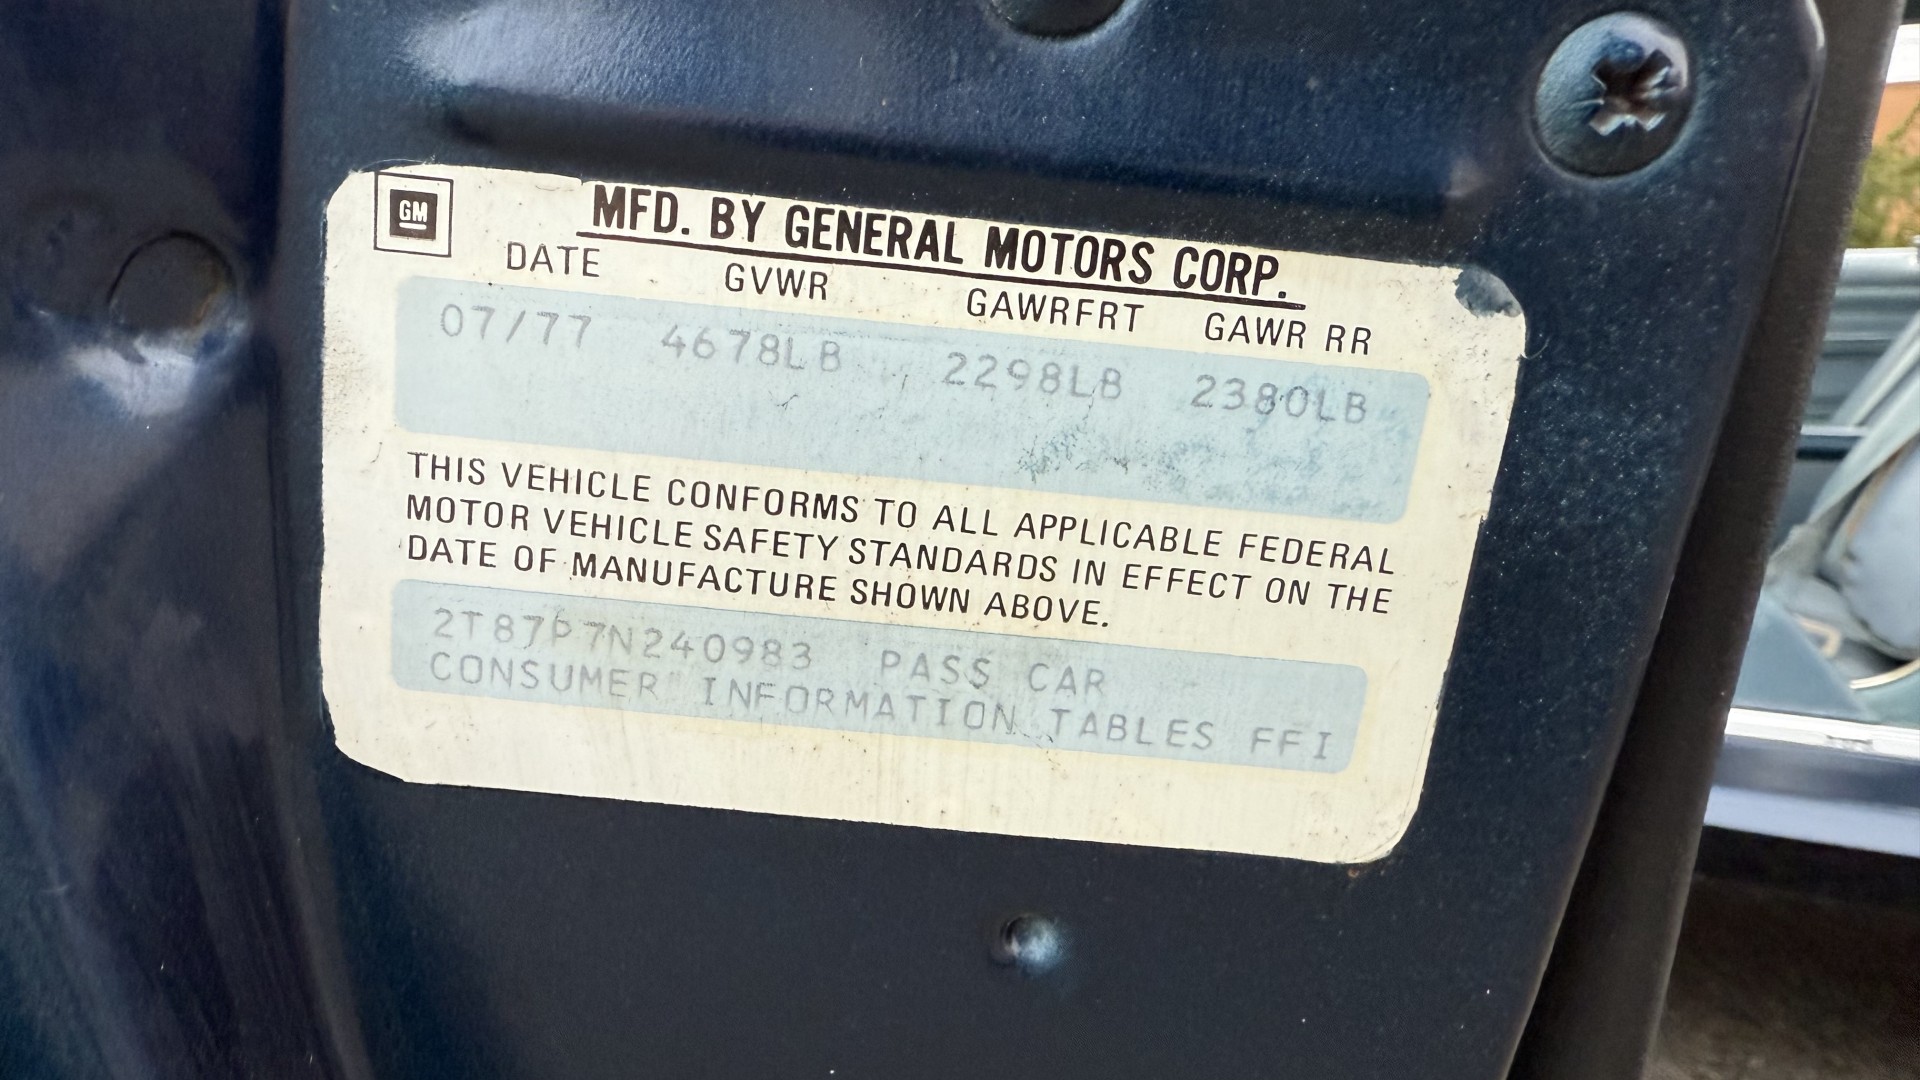 GM
MFD. BY GENERAL MOTORS CORP.
DATE GVWR GAWRFRT GAWR RR
07/77 4678LB 2298LB 2380LB
THIS VEHICLE CONFORMS TO ALL APPLICABLE FEDERAL
MOTOR VEHICLE SAFETY STANDARDS IN EFFECT ON THE
DATE OF MANUFACTURE SHOWN ABOVE.
2T87P7N240983 PASS CAR
CONSUMER INFORMATION TABLES FFI